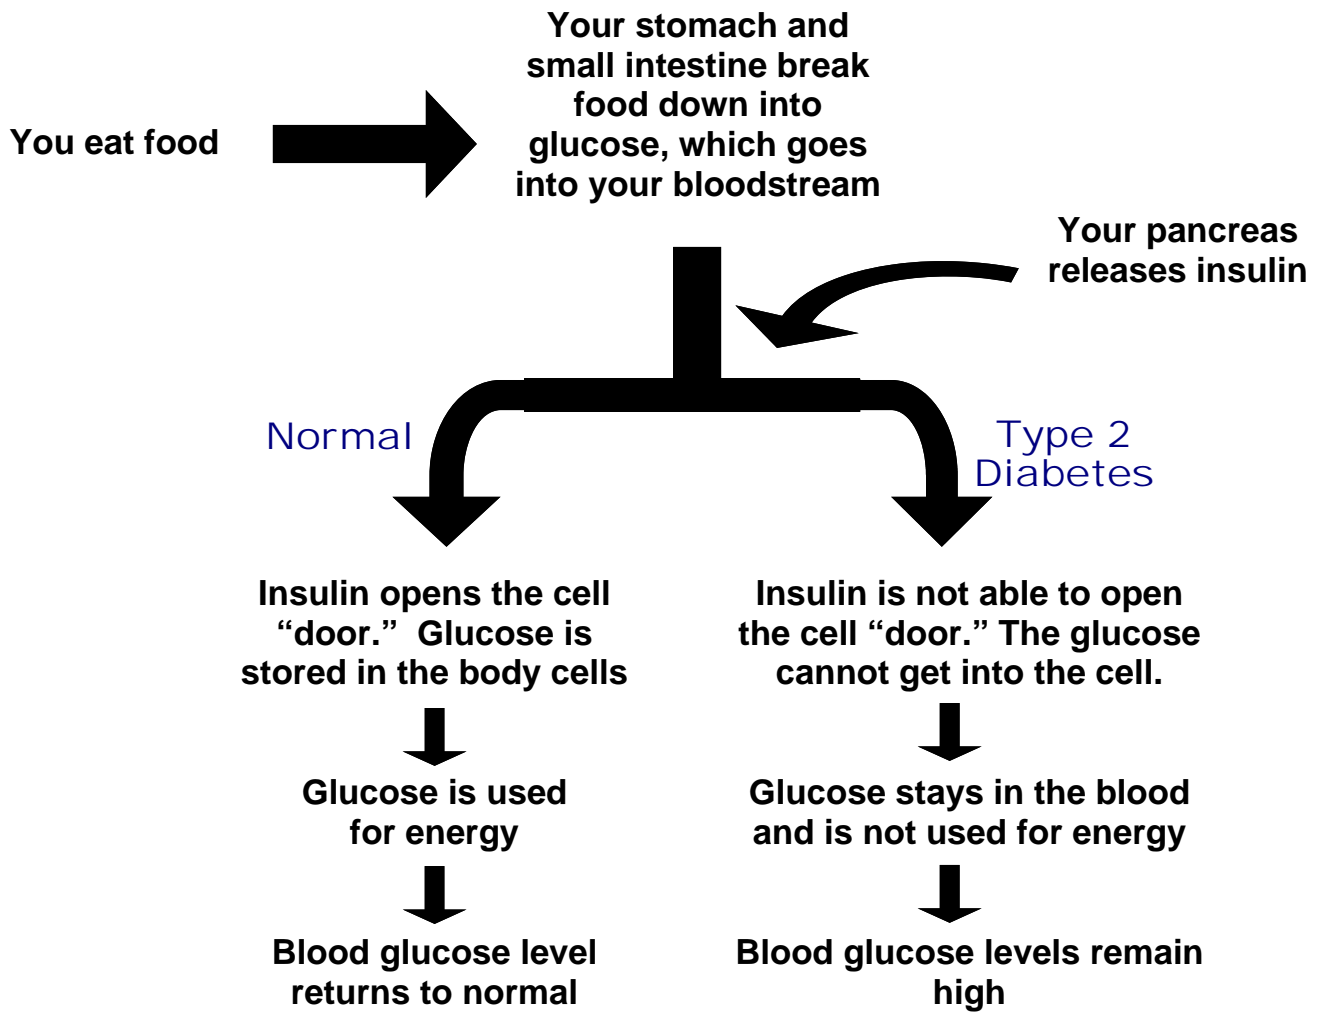 You eat food
Your stomach and
small intestine break
food down into
glucose, which goes
into your bloodstream
Your pancreas
releases insulin
Normal
Type 2
Diabetes
Insulin opens the cell
“door.”  Glucose is
stored in the body cells
Insulin is not able to open
the cell “door.” The glucose
cannot get into the cell.
Glucose is used
for energy
Glucose stays in the blood
and is not used for energy
Blood glucose level
returns to normal
Blood glucose levels remain
high